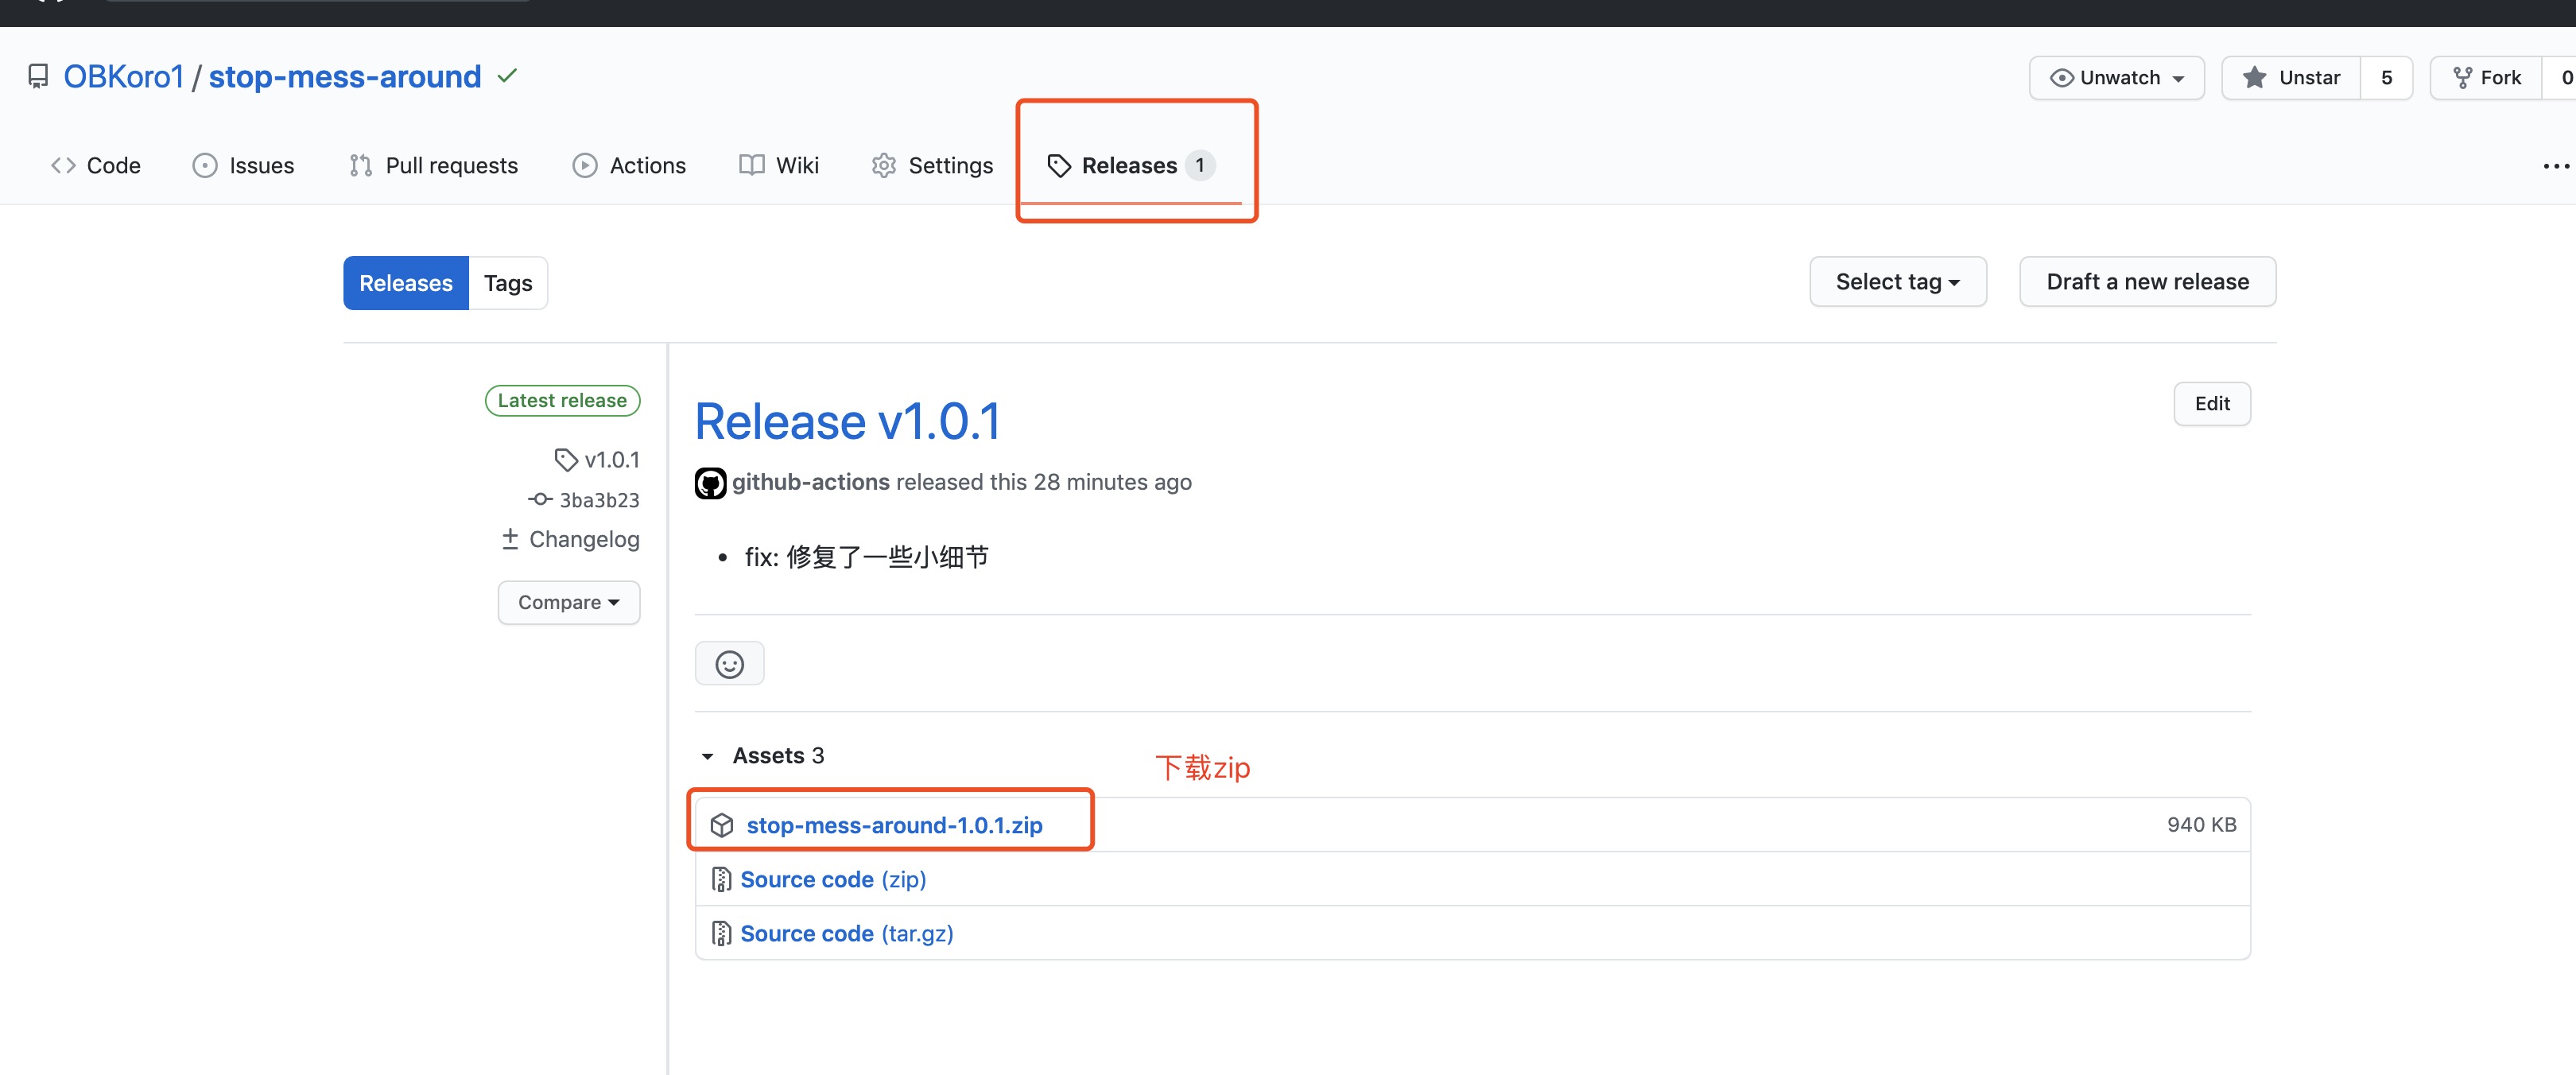 OBKoro1 / stop-mess-around
Unwatch
Unstar 5
Fork 0
Code
Issues
Pull requests
Actions
Wiki
Settings
Releases 1
Releases
Tags
Select tag
Draft a new release
Latest release
v1.0.1
3ba3b23
Changelog
Compare
Release v1.0.1
Edit
github-actions released this 28 minutes ago
fix: 修复了一些小细节
Assets 3
下载zip
stop-mess-around-1.0.1.zip 940 KB
Source code (zip)
Source code (tar.gz)